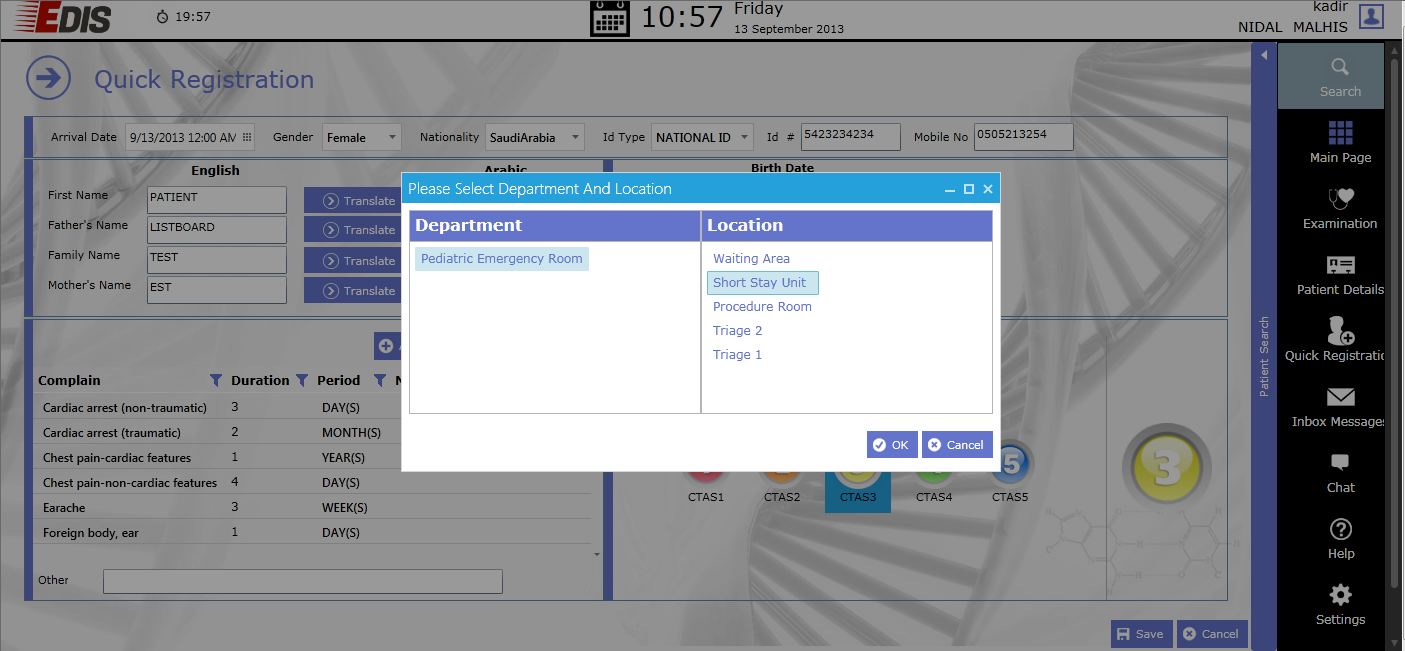 EDIS
19:57
10:57
Friday
13 September 2013
kadir
NIDAL MALHIS
Quick Registration
Arrival Date 9/13/2013 12:00 AM Gender Female Nationality SaudiArabia Id Type NATIONAL ID Id # 5423234234 Mobile No 0505213254
English Arabic Birth Date
First Name PATIENT Translate
Father's Name LISTBOARD Translate
Family Name TEST Translate
Mother's Name EST Translate
Please Select Department And Location
Department Location
Pediatric Emergency Room
Waiting Area
Short Stay Unit
Procedure Room
Triage 2
Triage 1
OK Cancel
Complain Duration Period
Cardiac arrest (non-traumatic) 3 DAY(S)
Cardiac arrest (traumatic) 2 MONTH(S)
Chest pain-cardiac features 1 YEAR(S)
Chest pain-non-cardiac features 4 DAY(S)
Earache 3 WEEK(S)
Foreign body, ear 1 DAY(S)
Other
5
CTAS1 CTAS2 CTAS3 CTAS4 CTAS5
3
Save Cancel
Patient Search
Search
Main Page
Examination
Patient Details
Quick Registratic
Inbox Messages
Chat
Help
Settings